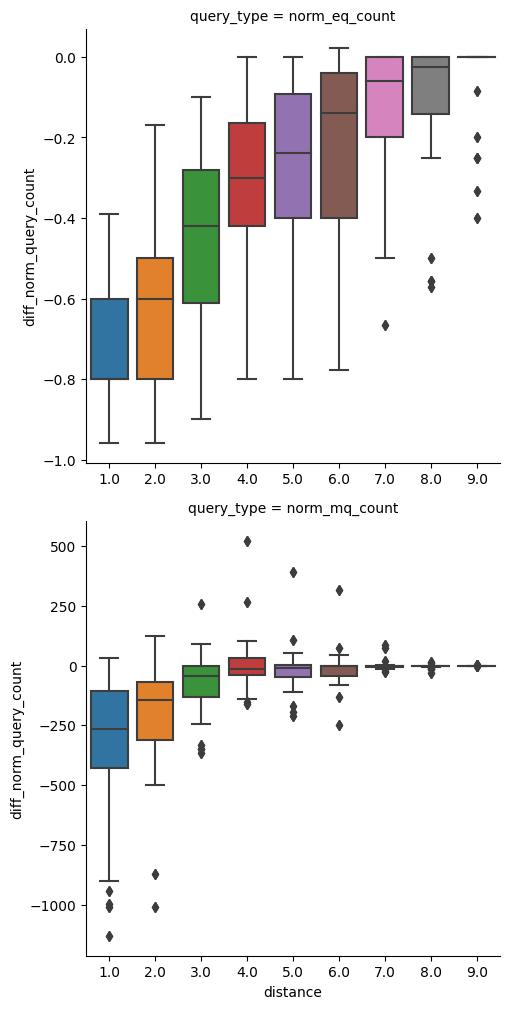 query_type = norm_eq_count
diff_norm_query_count
0.0
−0.2
−0.4
−0.6
−0.8
−1.0
1.0 2.0 3.0 4.0 5.0 6.0 7.0 8.0 9.0
query_type = norm_mq_count
diff_norm_query_count
500
250
0
−250
−500
−750
−1000
1.0 2.0 3.0 4.0 5.0 6.0 7.0 8.0 9.0
distance